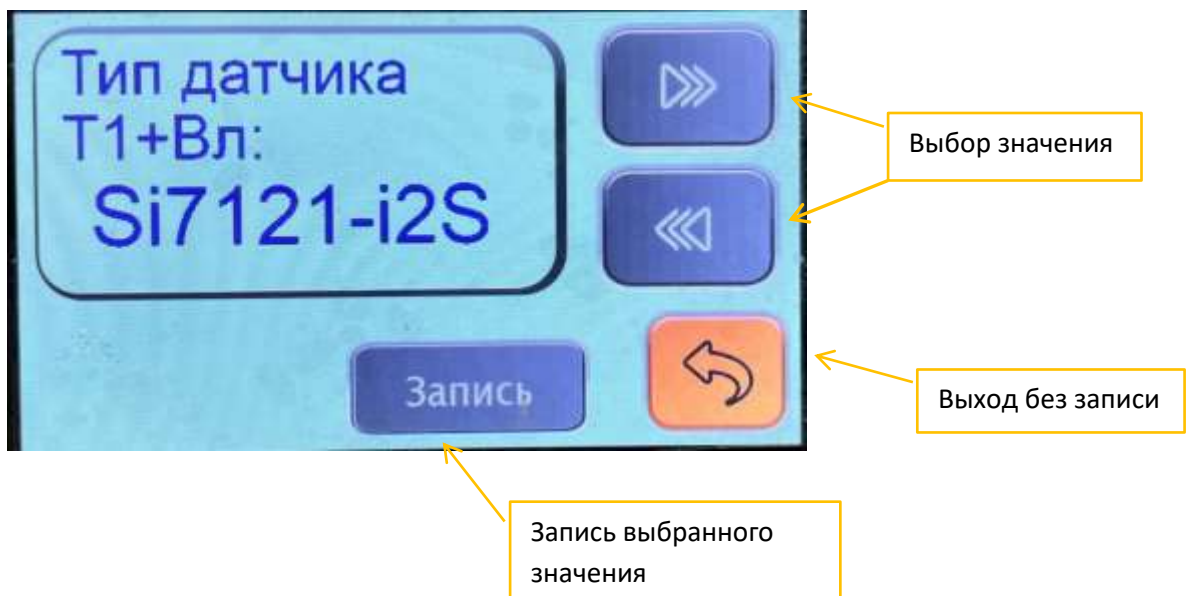 Тип датчика
Т1+Вл:
Si7121-i2S
Запись
Выбор значения
Выход без записи
Запись выбранного
значения